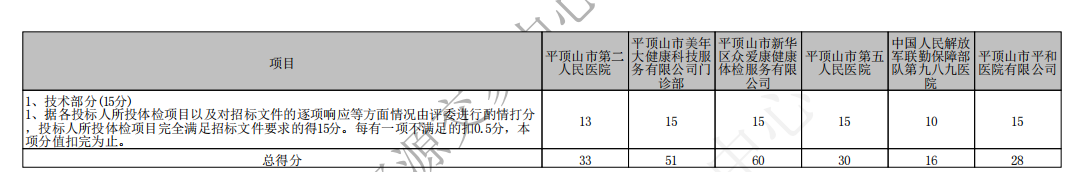 项目
平顶山市第二
人民医院
平顶山市美年
大健康科技服
务有限公司门
诊部
平顶山市新华
区众爱康健康
体检服务有限
公司
平顶山市第五
人民医院
中国人民解放
军联勤保障部
队第九八九医
院
平顶山市平和
医院有限公司
1、技术部分(15分)
1、据各投标人所投体检项目以及对招标文件的逐项响应等方面情况由评委进行酌情打分
，投标人所投体检项目完全满足招标文件要求的得15分。每有一项不满足的扣0.5分，本
项分值扣完为止。
13 15 15 15 10 15
总得分 33 51 60 30 16 28
源交
中心
中心